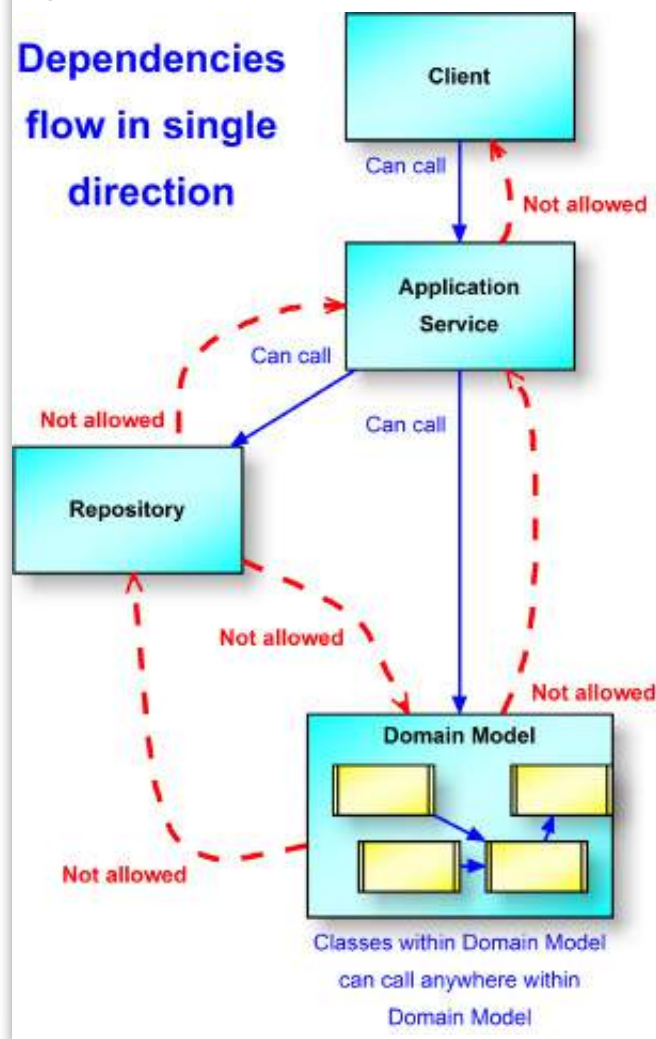 Dependencies
flow in single
direction
Client
Can call
Not allowed
Application
Service
Can call
Not allowed
Can call
Repository
Not allowed
Not allowed
Domain Model
Not allowed
Classes within Domain Model
can call anywhere within
Domain Model